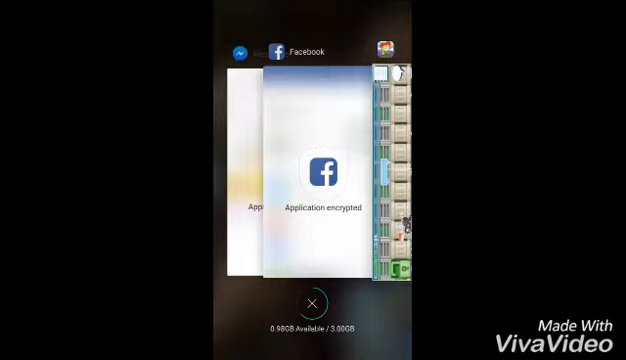 Facebook
Application encrypted
0.98GB Available / 3.00GB
Made With
VivaVideo